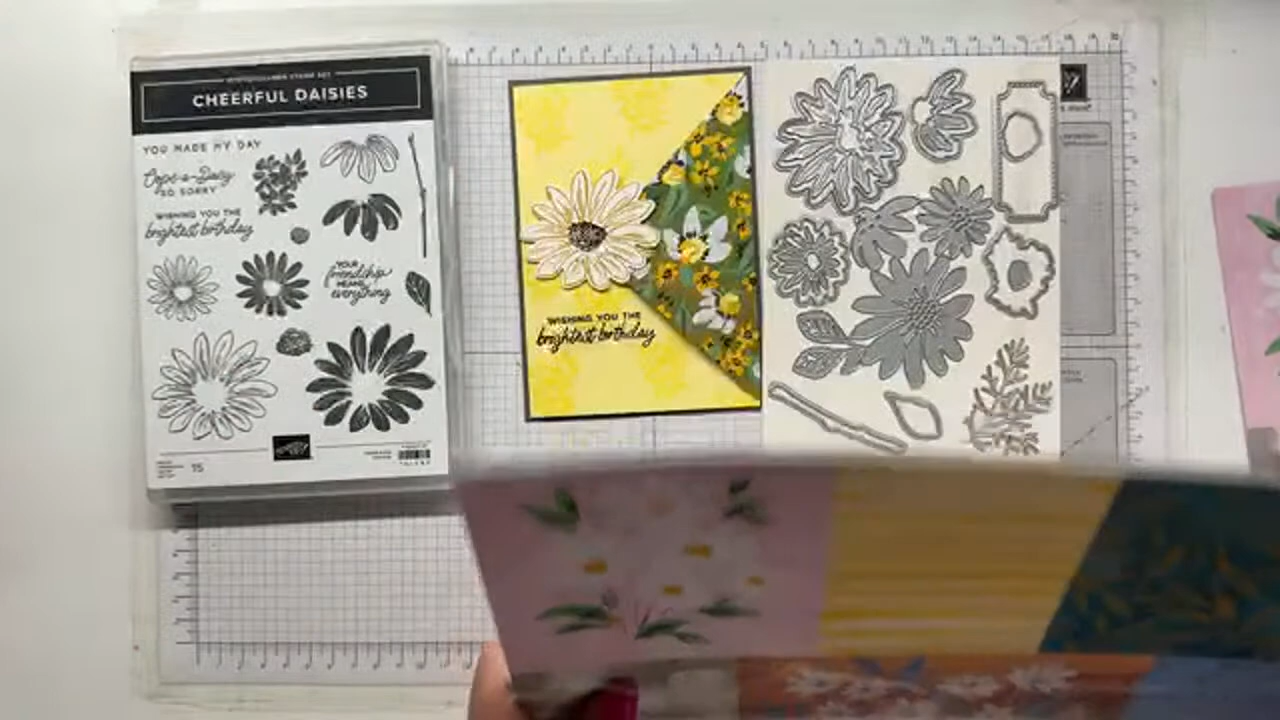 CHEERFUL DAISIES
YOU MADE MY DAY
Oops-a-Daisy
SO SORRY
WISHING YOU THE
brightest birthday
YOUR
friendship
MEANS
everything
15
WISHING YOU THE
brightest birthday